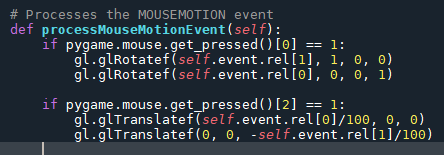 # Processes the MOUSEMOTION event
def processMouseMotionEvent(self):
    if pygame.mouse.get_pressed()[0] == 1:
        gl.glRotatef(self.event.rel[1], 1, 0, 0)
        gl.glRotatef(self.event.rel[0], 0, 0, 1)

    if pygame.mouse.get_pressed()[2] == 1:
        gl.glTranslatef(self.event.rel[0]/100, 0, 0)
        gl.glTranslatef(0, 0, -self.event.rel[1]/100)